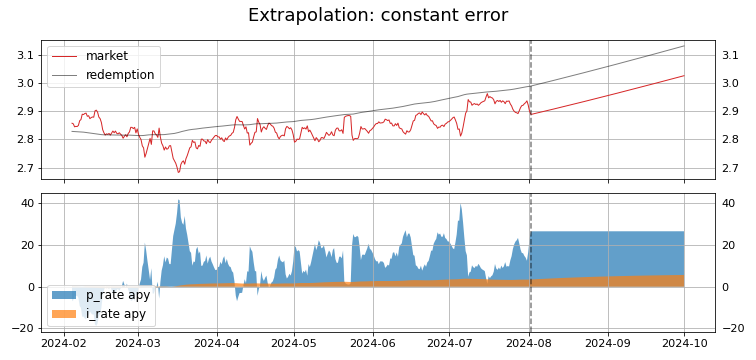 Extrapolation: constant error
3.1 3.1
market
redemption
3.0 3.0
2.9 2.9
2.8 2.8
2.7 2.7
40 40
20 20
0 0
p_rate apy
i_rate apy
−20 −20
2024-02 2024-03 2024-04 2024-05 2024-06 2024-07 2024-08 2024-09 2024-10